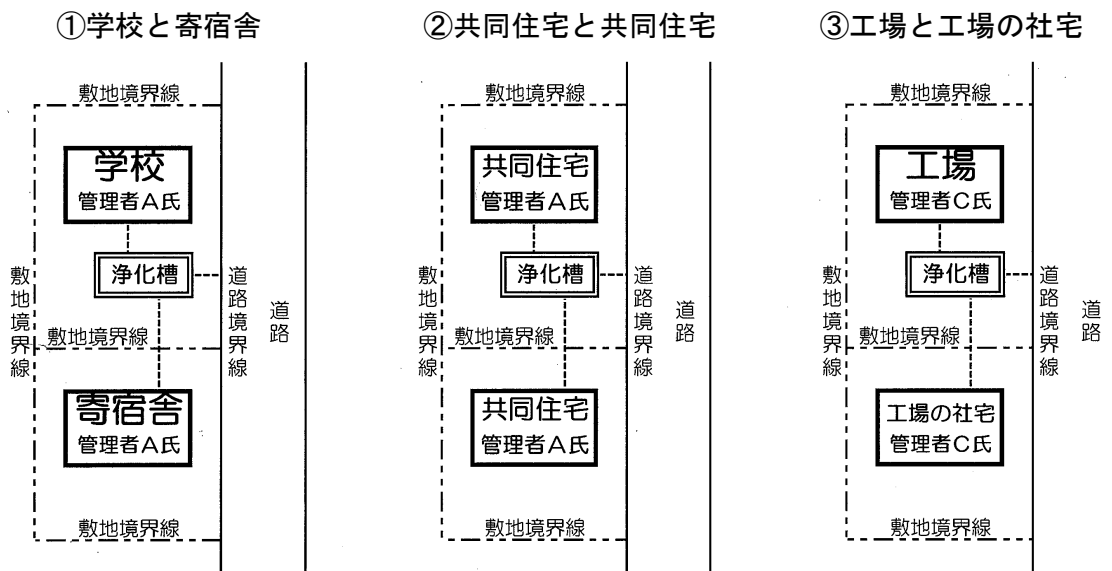 ①学校と寄宿舎
敷地境界線
学校
管理者A氏
浄化槽
敷地境界線
道路境界線
道路
敷地境界線
寄宿舎
管理者A氏
敷地境界線
②共同住宅と共同住宅
敷地境界線
共同住宅
管理者A氏
浄化槽
敷地境界線
道路境界線
道路
敷地境界線
共同住宅
管理者A氏
敷地境界線
③工場と工場の社宅
敷地境界線
工場
管理者C氏
浄化槽
敷地境界線
道路境界線
道路
敷地境界線
工場の社宅
管理者C氏
敷地境界線